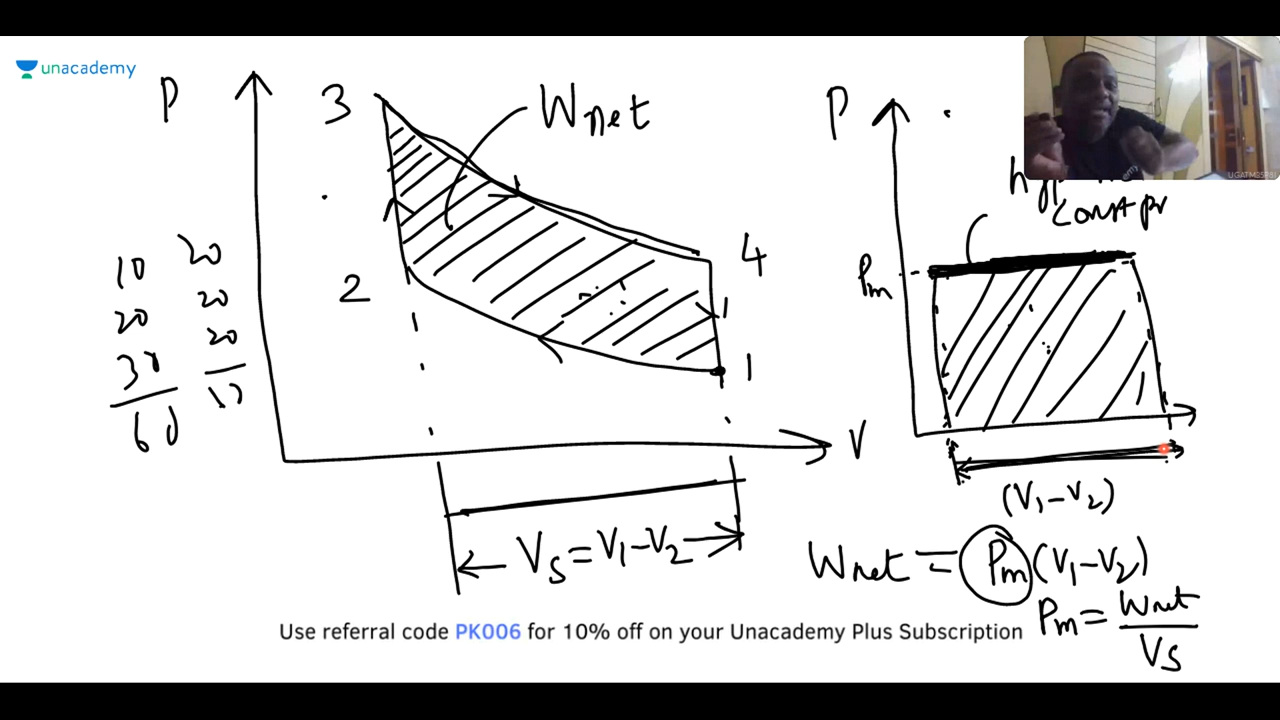 unacademy
P
3
Wnet
2
4
1
V
10 20
20 20
30 20
60
Vs = V1-V2
P
const pr
Pm
(V1-V2)
Wnet = Pm (V1-V2)
Pm = Wnet / Vs
Use referral code PK006 for 10% off on your Unacademy Plus Subscription